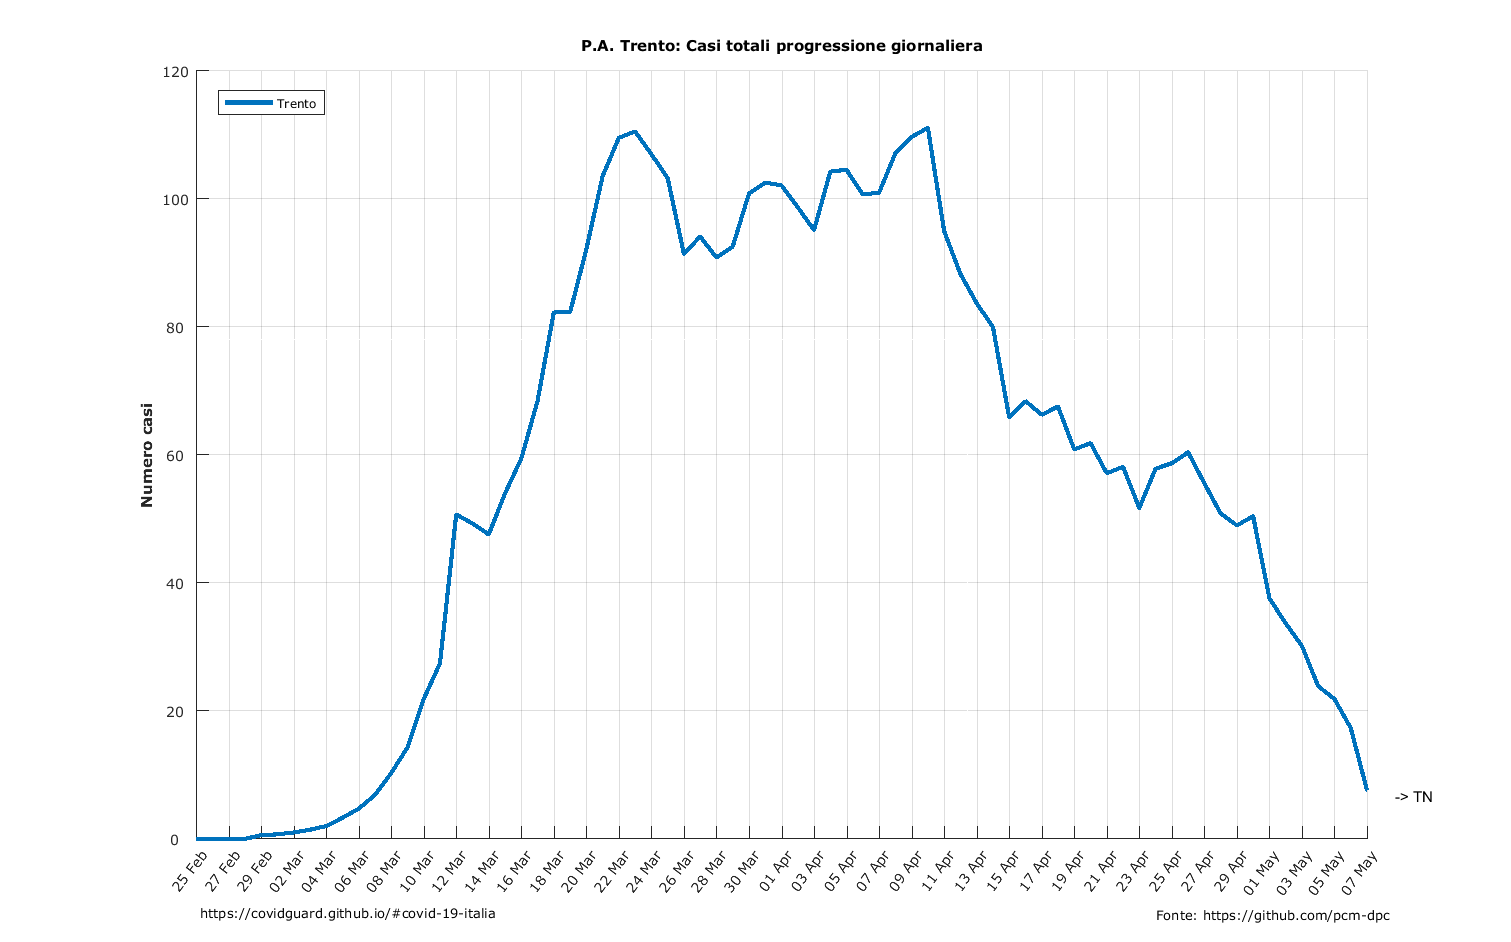 P.A. Trento: Casi totali progressione giornaliera
120
100
80
60
40
20
0
Trento
Numero casi
-> TN
25 Feb
27 Feb
29 Feb
02 Mar
04 Mar
06 Mar
08 Mar
10 Mar
12 Mar
14 Mar
16 Mar
18 Mar
20 Mar
22 Mar
24 Mar
26 Mar
28 Mar
30 Mar
01 Apr
03 Apr
05 Apr
07 Apr
09 Apr
11 Apr
13 Apr
15 Apr
17 Apr
19 Apr
21 Apr
23 Apr
25 Apr
27 Apr
29 Apr
01 May
03 May
05 May
07 May
https://covidguard.github.io/#covid-19-italia
Fonte: https://github.com/pcm-dpc